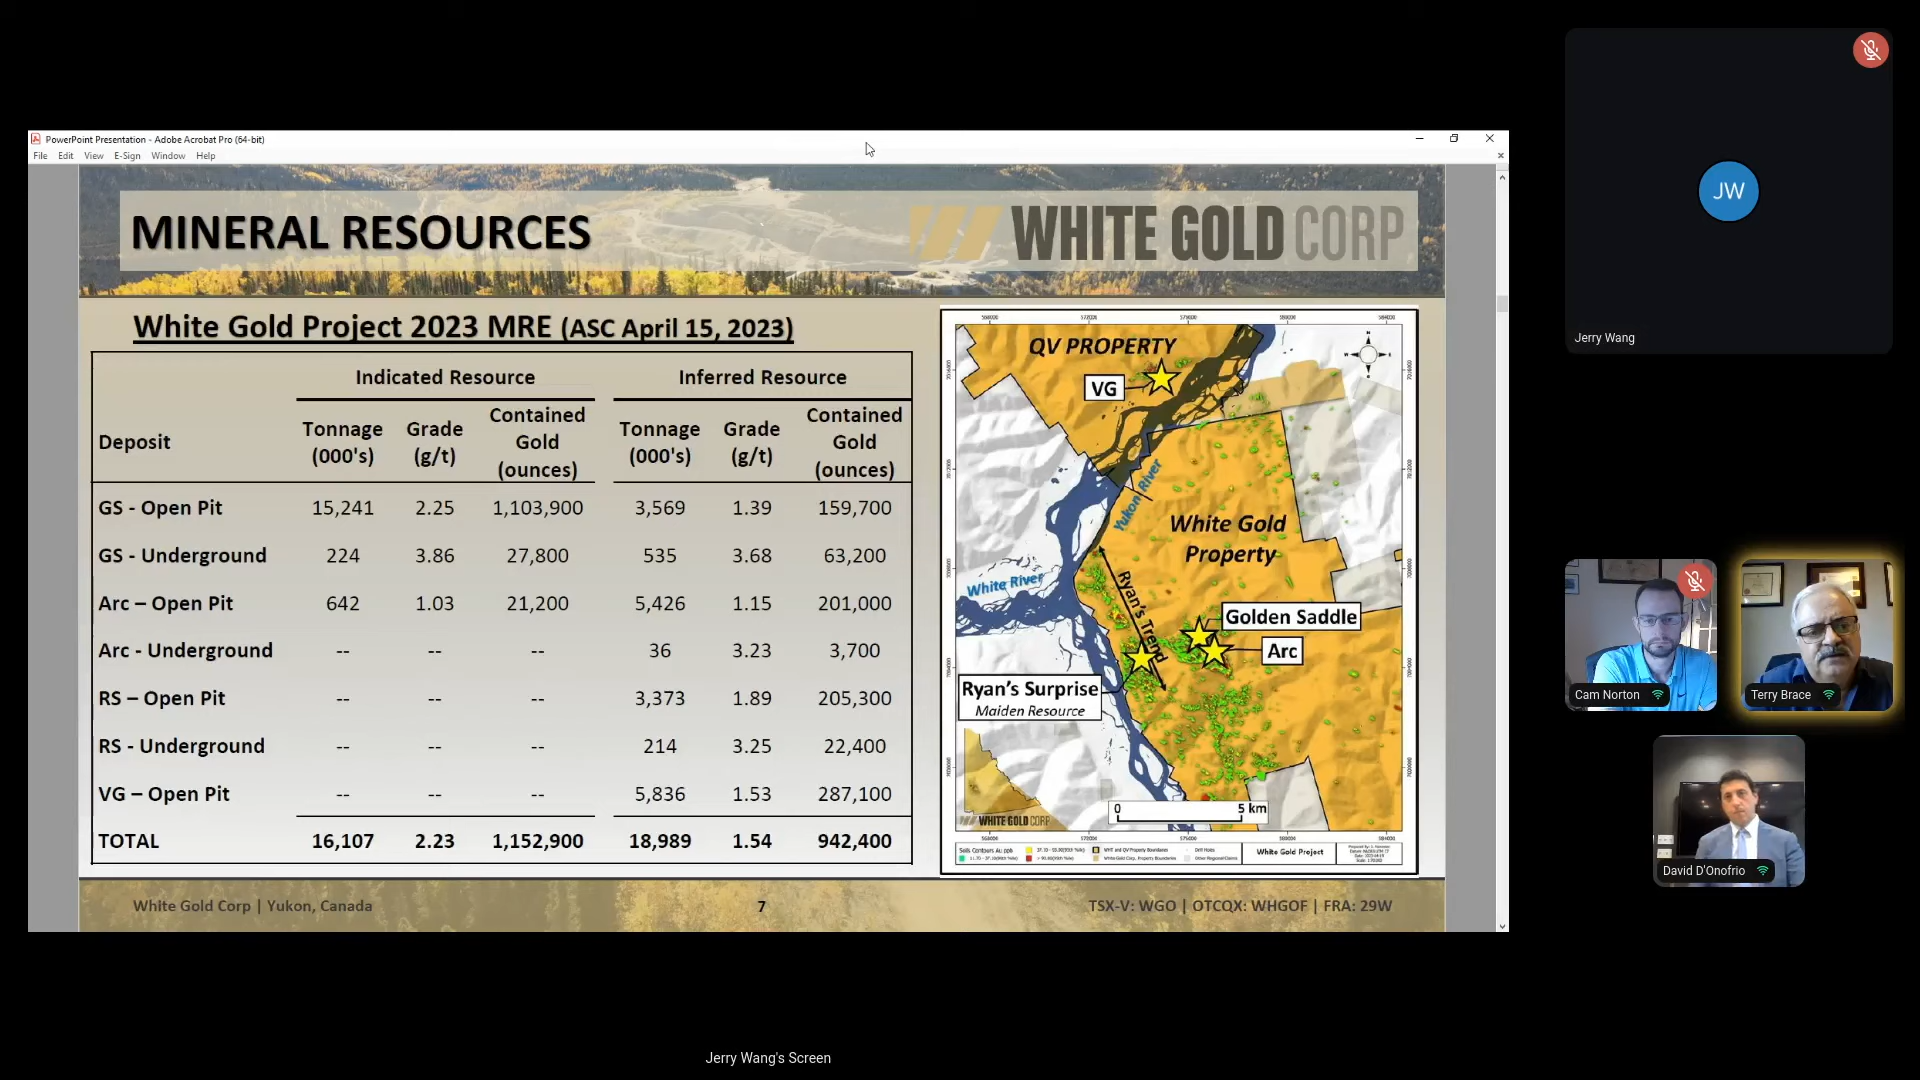 PowerPoint Presentation - Adobe Acrobat Pro (64-bit)
File Edit View E-Sign Window Help
MINERAL RESOURCES
WHITE GOLD CORP
White Gold Project 2023 MRE (ASC April 15, 2023)
Indicated Resource Inferred Resource
Deposit Tonnage (000's) Grade (g/t) Contained Gold (ounces) Tonnage (000's) Grade (g/t) Contained Gold (ounces)
GS - Open Pit 15,241 2.25 1,103,900 3,569 1.39 159,700
GS - Underground 224 3.86 27,800 535 3.68 63,200
Arc – Open Pit 642 1.03 21,200 5,426 1.15 201,000
Arc - Underground -- -- -- 36 3.23 3,700
RS – Open Pit -- -- -- 3,373 1.89 205,300
RS - Underground -- -- -- 214 3.25 22,400
VG – Open Pit -- -- -- 5,836 1.53 287,100
TOTAL 16,107 2.23 1,152,900 18,989 1.54 942,400
QV PROPERTY
VG
Yukon River
White Gold
Property
White River
Ryan's Trend
Golden Saddle
Arc
Ryan's Surprise
Maiden Resource
0 5 km
WHITE GOLD CORP
White Gold Project
White Gold Corp | Yukon, Canada
7
TSX-V: WGO | OTCQX: WHGOF | FRA: 29W
JW
Jerry Wang
Cam Norton
Terry Brace
David D'Onofrio
Jerry Wang's Screen